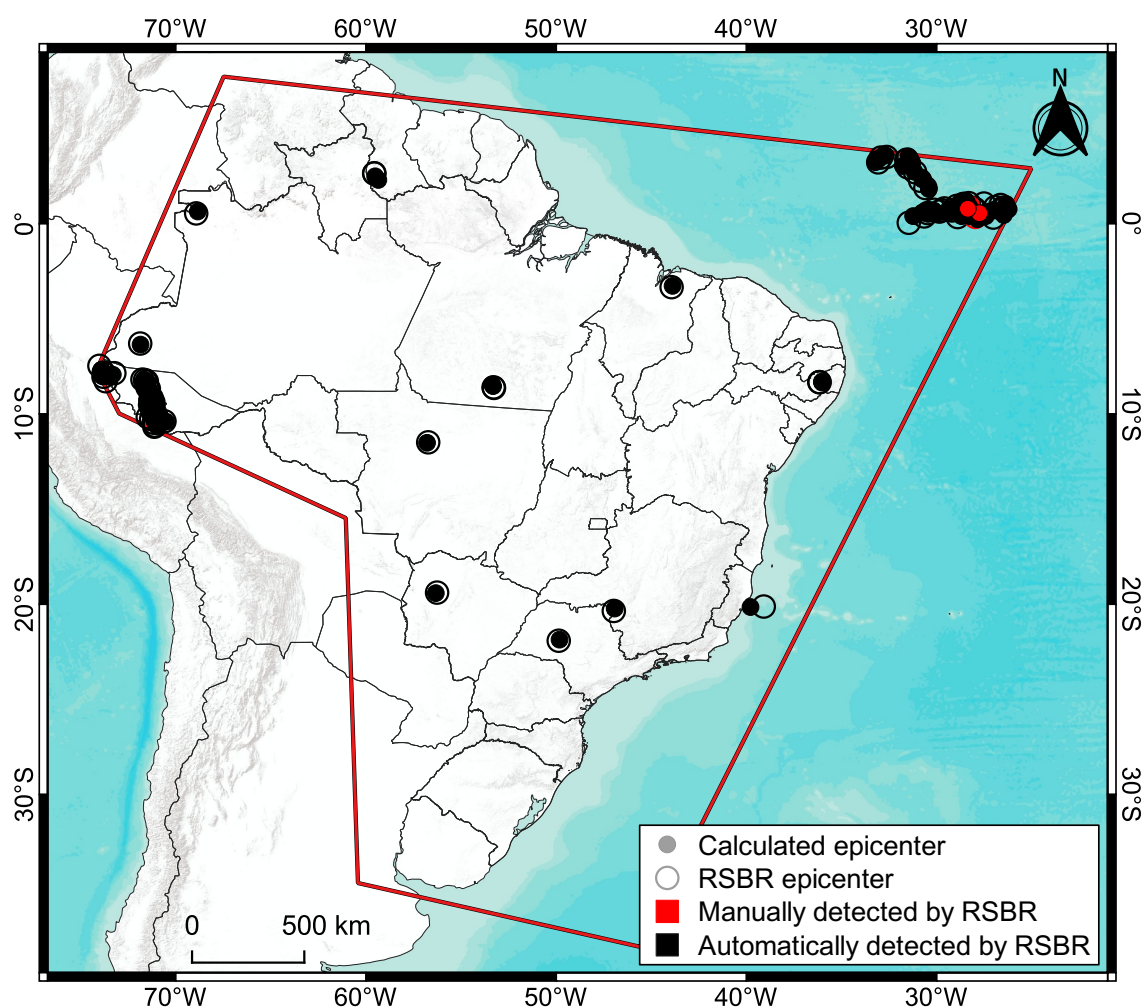 70°W 60°W 50°W 40°W 30°W
N
0° 0°
10°S 10°S
20°S 20°S
30°S 30°S
Calculated epicenter
RSBR epicenter
Manually detected by RSBR
Automatically detected by RSBR
0 500 km
70°W 60°W 50°W 40°W 30°W